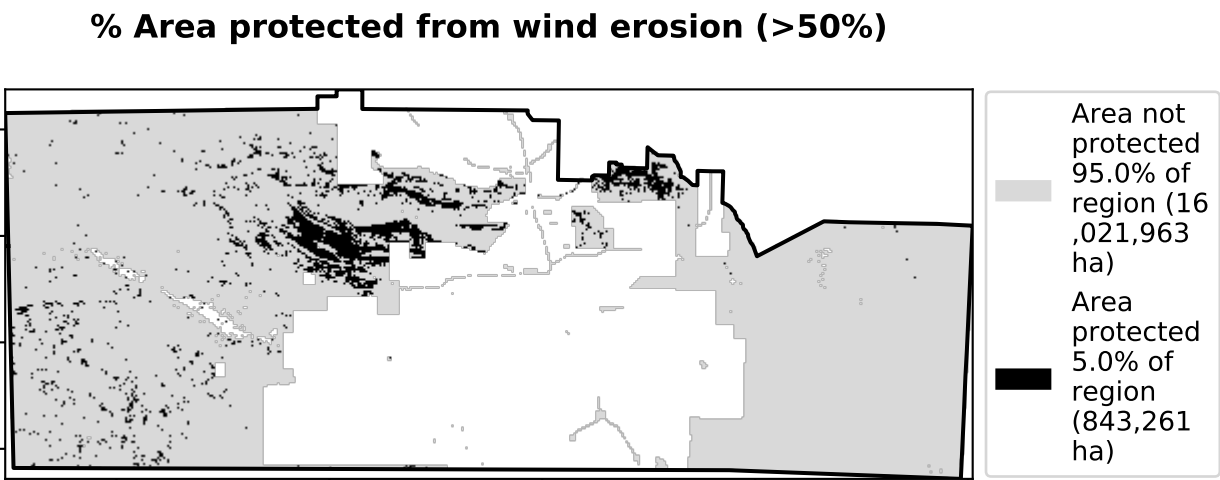 % Area protected from wind erosion (>50%)
Area not
protected
95.0% of
region (16
,021,963
ha)
Area
protected
5.0% of
region
(843,261
ha)